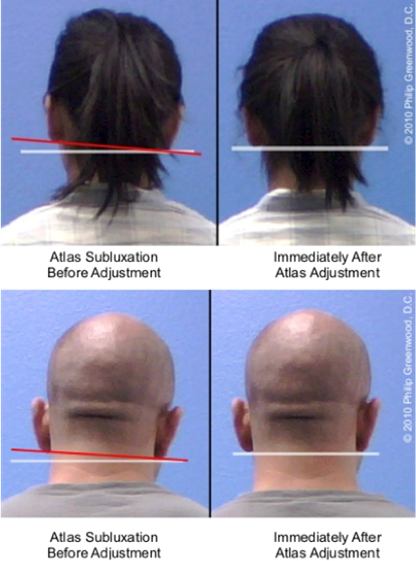 © 2010 Philip Greenwood, D.C.
Atlas Subluxation
Before Adjustment
Immediately After
Atlas Adjustment
© 2010 Philip Greenwood, D.C.
Atlas Subluxation
Before Adjustment
Immediately After
Atlas Adjustment